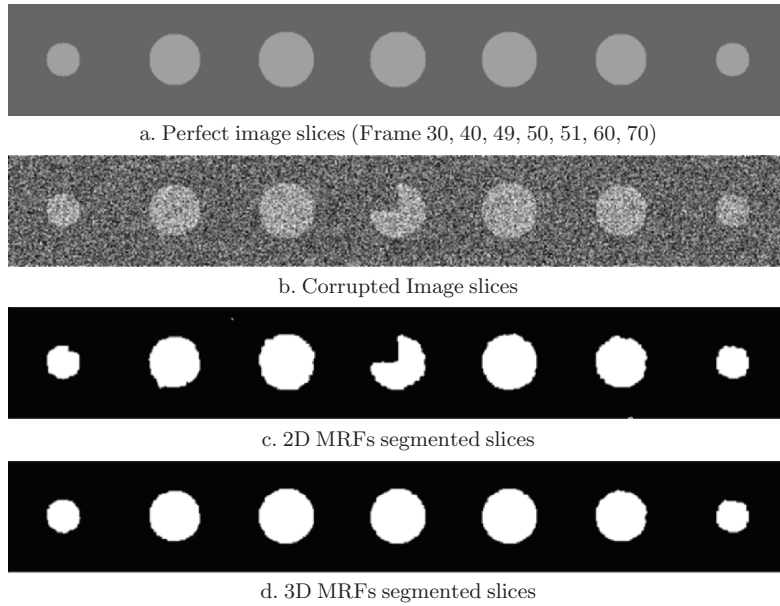 a. Perfect image slices (Frame 30, 40, 49, 50, 51, 60, 70)
b. Corrupted Image slices
c. 2D MRFs segmented slices
d. 3D MRFs segmented slices